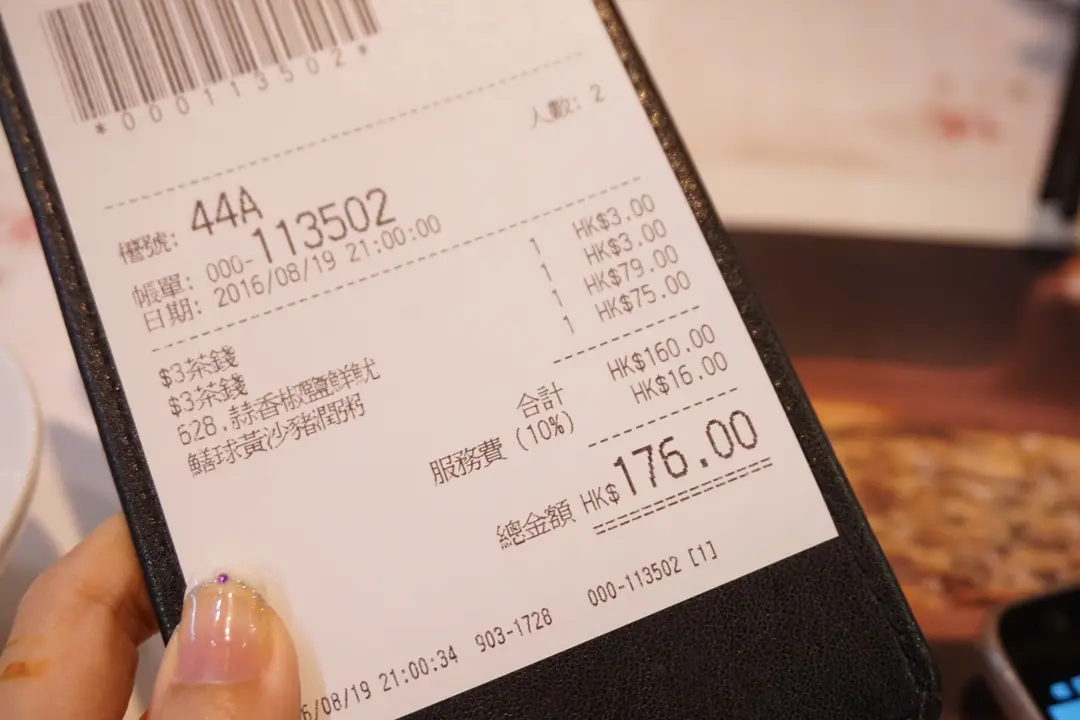 *000113502*
人數: 2
檯號: 44A
帳單: 000-113502
日期: 2016/08/19 21:00:00
$3茶錢 1 HK$3.00
$3茶錢 1 HK$3.00
628.蒜香椒鹽鮮魷 1 HK$79.00
鱔球黃沙豬潤粥 1 HK$75.00
合計 HK$160.00
服務費 (10%) HK$16.00
總金額 HK$176.00
6/08/19 21:00:34 903-1728 000-113502 [1]